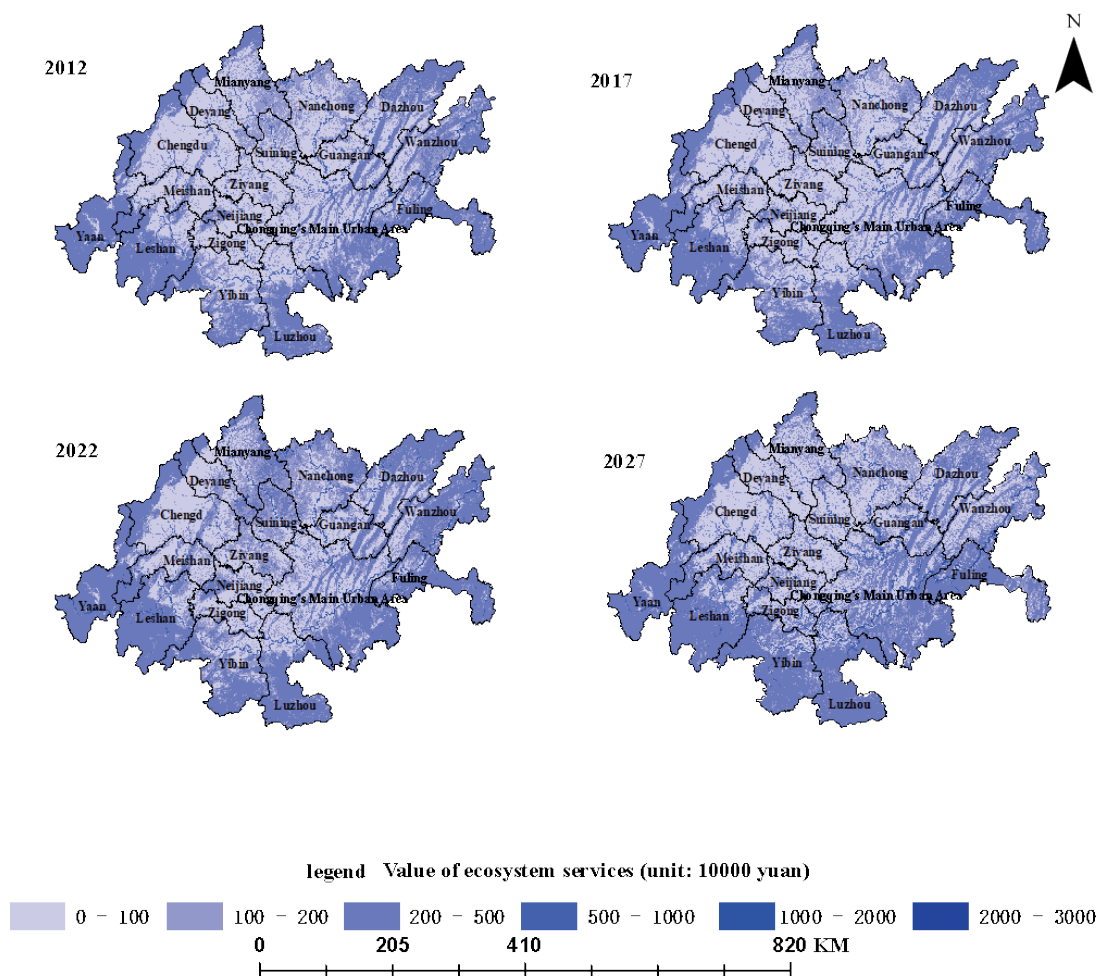 N
2012
Mianyang
Nanchong
Dazhou
Deyang
Chengdu
Suining
Guangan
Wanzhou
Meishan
Ziyang
Neijiang
Fuling
Chongqing's Main Urban Area
Yaan
Leshan
Zigong
Yibin
Luzhou
2017
Mianyang
Nanchong
Dazhou
Deyang
Chengd
Suining
Guangan
Wanzhou
Meishan
Ziyang
Neijiang
Fuling
Chongqing's Main Urban Area
Yaan
Leshan
Zigong
Yibin
Luzhou
2022
Mianyang
Nanchong
Dazhou
Deyang
Chengd
Suining
Guangan
Wanzhou
Meishan
Ziyang
Neijiang
Fuling
Chongqing's Main Urban Area
Yaan
Leshan
Zigong
Yibin
Luzhou
2027
Mianyang
Nanchong
Dazhou
Deyang
Chengd
Suining
Guangan
Wanzhou
Meishan
Ziyang
Neijiang
Fuling
Chongqing's Main Urban Area
Yaan
Leshan
Zigong
Yibin
Luzhou
legend Value of ecosystem services (unit: 10000 yuan)
0 - 100 100 - 200 200 - 500 500 - 1000 1000 - 2000 2000 - 3000
0 205 410 820 KM